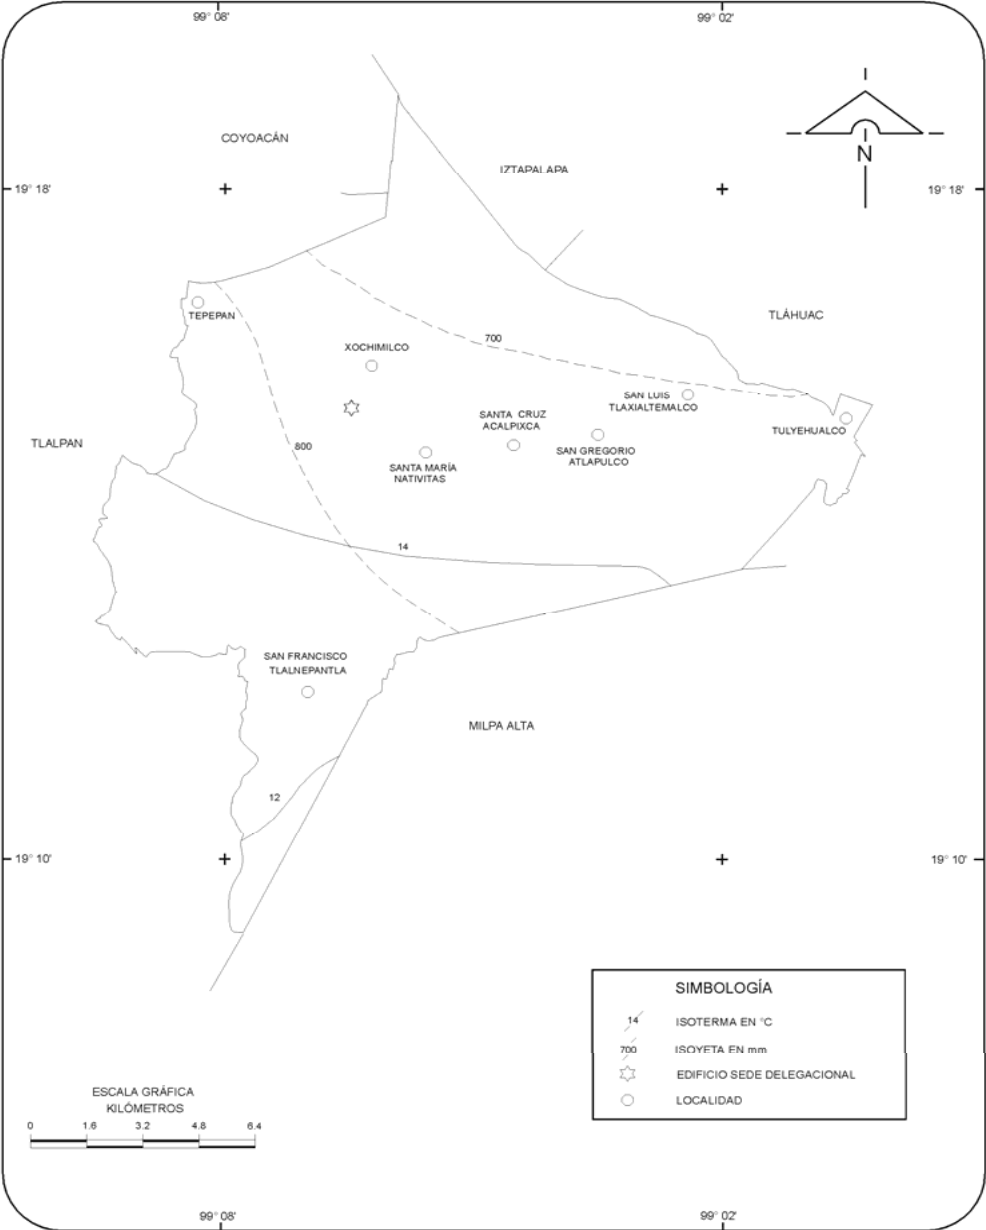 99° 08'
99° 02'
COYOACÁN
IZTAPALAPA
N
19° 18'
19° 18'
TEPEPAN
TLÁHUAC
700
XOCHIMILCO
SAN LUIS
TLAXIALTEMALCO
SANTA CRUZ
ACALPIXCA
TULYEHUALCO
TLALPAN
800
SAN GREGORIO
ATLAPULCO
SANTA MARÍA
NATIVITAS
14
SAN FRANCISCO
TLALNEPANTLA
MILPA ALTA
12
19° 10'
19° 10'
SIMBOLOGÍA
14 ISOTERMA EN °C
700 ISOYETA EN mm
EDIFICIO SEDE DELEGACIONAL
LOCALIDAD
ESCALA GRÁFICA
KILÓMETROS
0 1.6 3.2 4.8 6.4
99° 08'
99° 02'